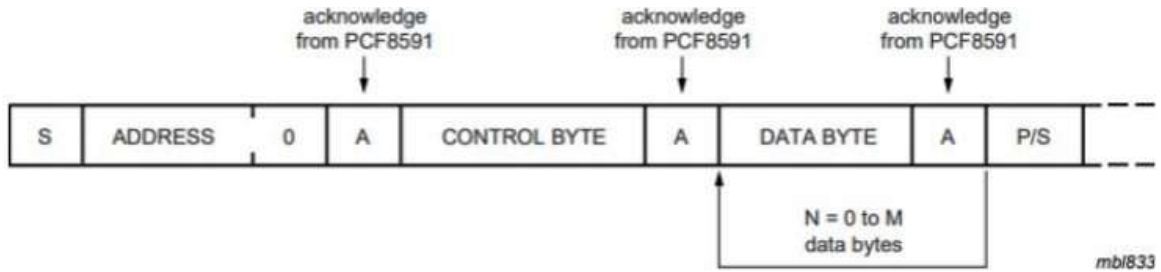 acknowledge
from PCF8591
acknowledge
from PCF8591
acknowledge
from PCF8591
S ADDRESS 0 A CONTROL BYTE A DATA BYTE A P/S
N = 0 to M
data bytes
mbl833